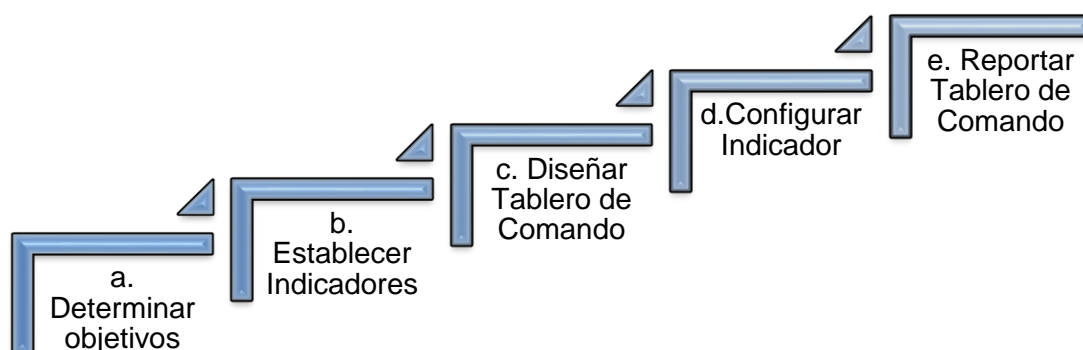 a.
Determinar
objetivos
b.
Establecer
Indicadores
c. Diseñar
Tablero de
Comando
d.Configurar
Indicador
e. Reportar
Tablero de
Comando